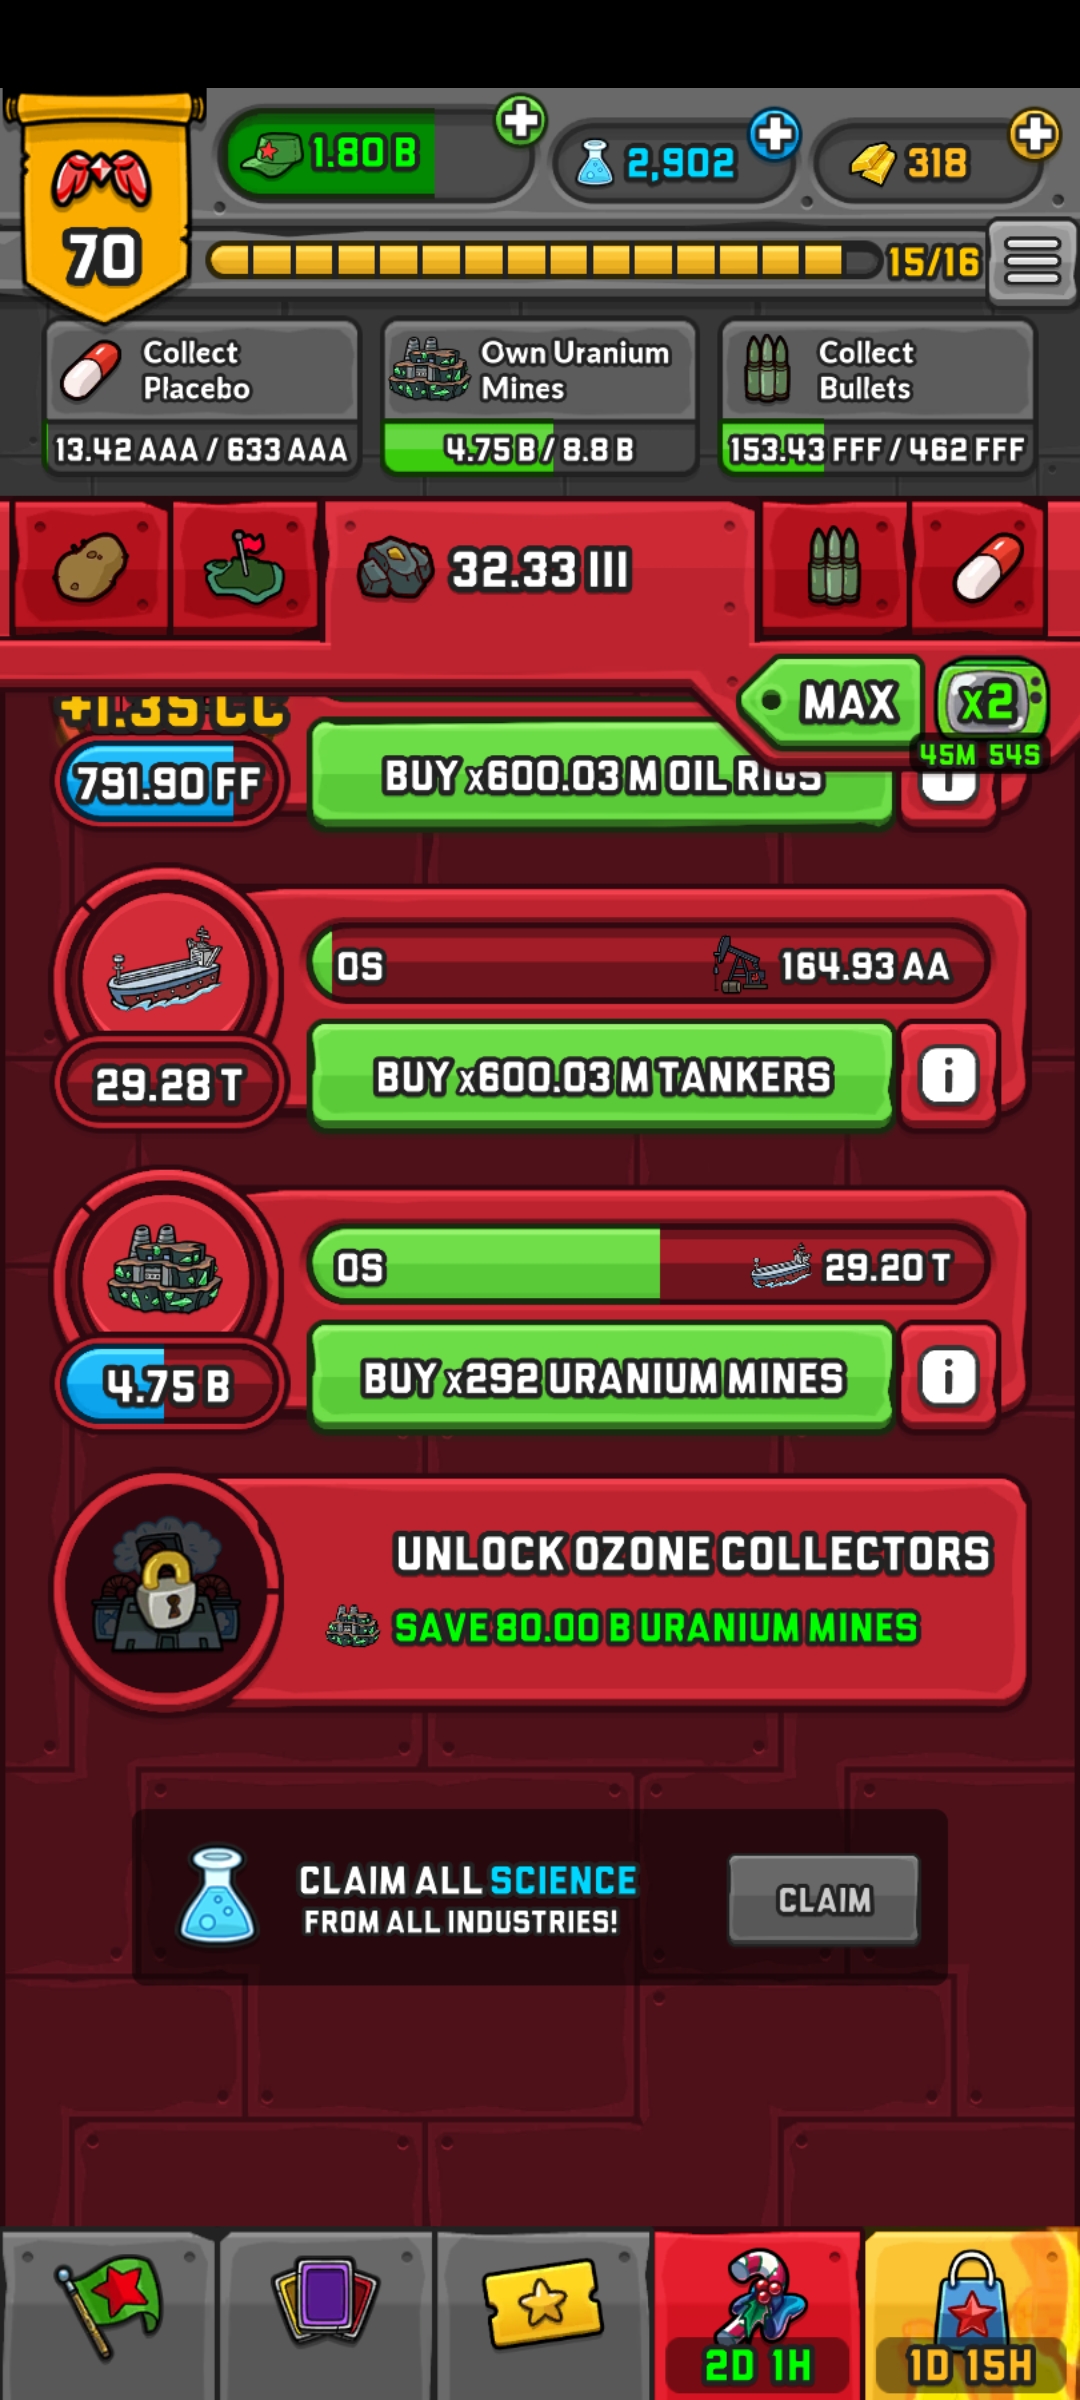 70
1.80 B
2,902
318
15/16
Collect
Placebo
13.42 AAA / 633 AAA
Own Uranium
Mines
4.75 B / 8.8 B
Collect
Bullets
153.43 FFF / 462 FFF
32.33 III
MAX
x2
45M 54S
+1.35 CC
791.90 FF
BUY x600.03 M OIL RIGS
0S
164.93 AA
29.28 T
BUY x600.03 M TANKERS
i
0S
29.20 T
4.75 B
BUY x292 URANIUM MINES
i
UNLOCK OZONE COLLECTORS
SAVE 80.00 B URANIUM MINES
CLAIM ALL SCIENCE
FROM ALL INDUSTRIES!
CLAIM
2D 1H
1D 15H